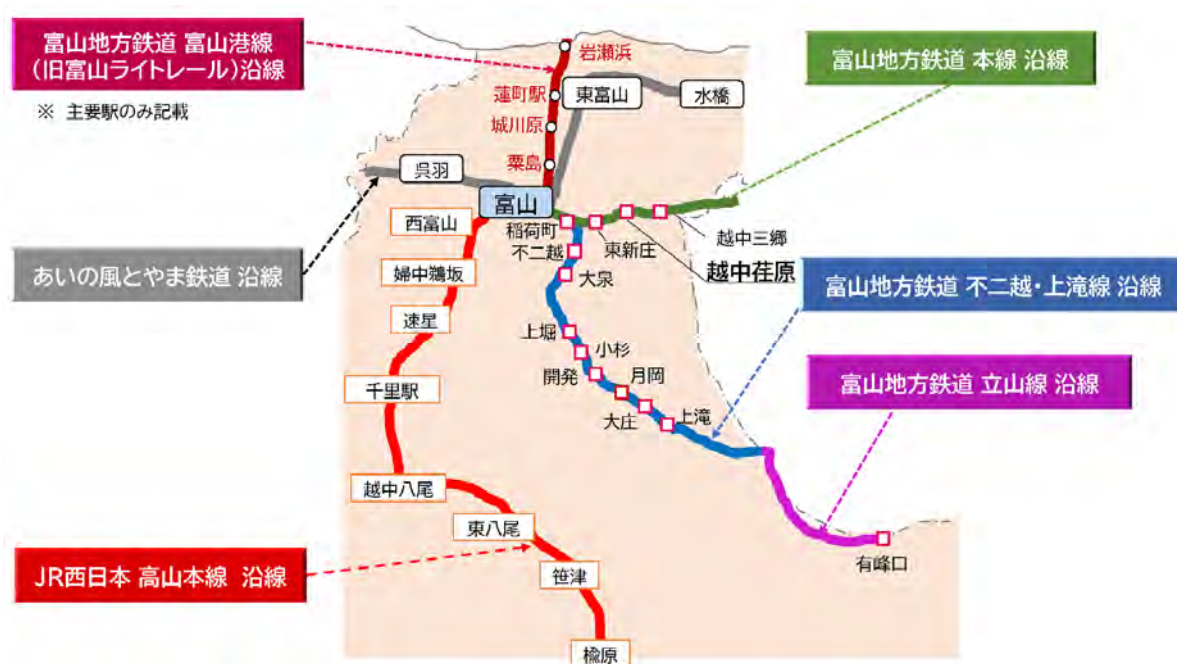 富山地方鉄道 富山港線
(旧富山ライトレール)沿線
※ 主要駅のみ記載
岩瀬浜
蓮町駅
城川原
粟島
東富山
水橋
富山地方鉄道 本線 沿線
呉羽
富山
西富山
稲荷町
不二越
東新庄
越中三郷
越中荏原
あいの風とやま鉄道 沿線
婦中鵜坂
大泉
富山地方鉄道 不二越・上滝線 沿線
速星
上堀
小杉
千里駅
開発
月岡
富山地方鉄道 立山線 沿線
大庄
上滝
越中八尾
東八尾
有峰口
JR西日本 高山本線 沿線
笹津
楡原